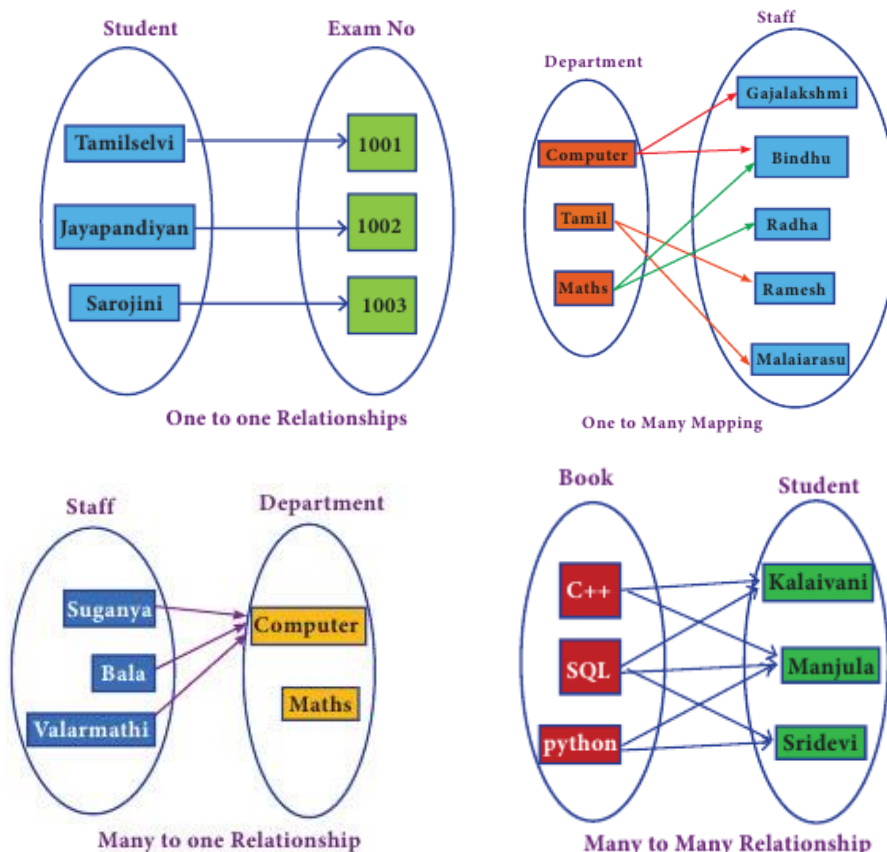 Student
Exam No
Tamilselvi
1001
Jayapandiyan
1002
Sarojini
1003
One to one Relationships
Staff
Department
Gajalakshmi
Computer
Bindhu
Tamil
Radha
Maths
Ramesh
Malaiarasu
One to Many Mapping
Staff
Department
Suganya
Computer
Bala
Maths
Valarmathi
Many to one Relationship
Book
Student
C++
Kalaivani
SQL
Manjula
python
Sridevi
Many to Many Relationship